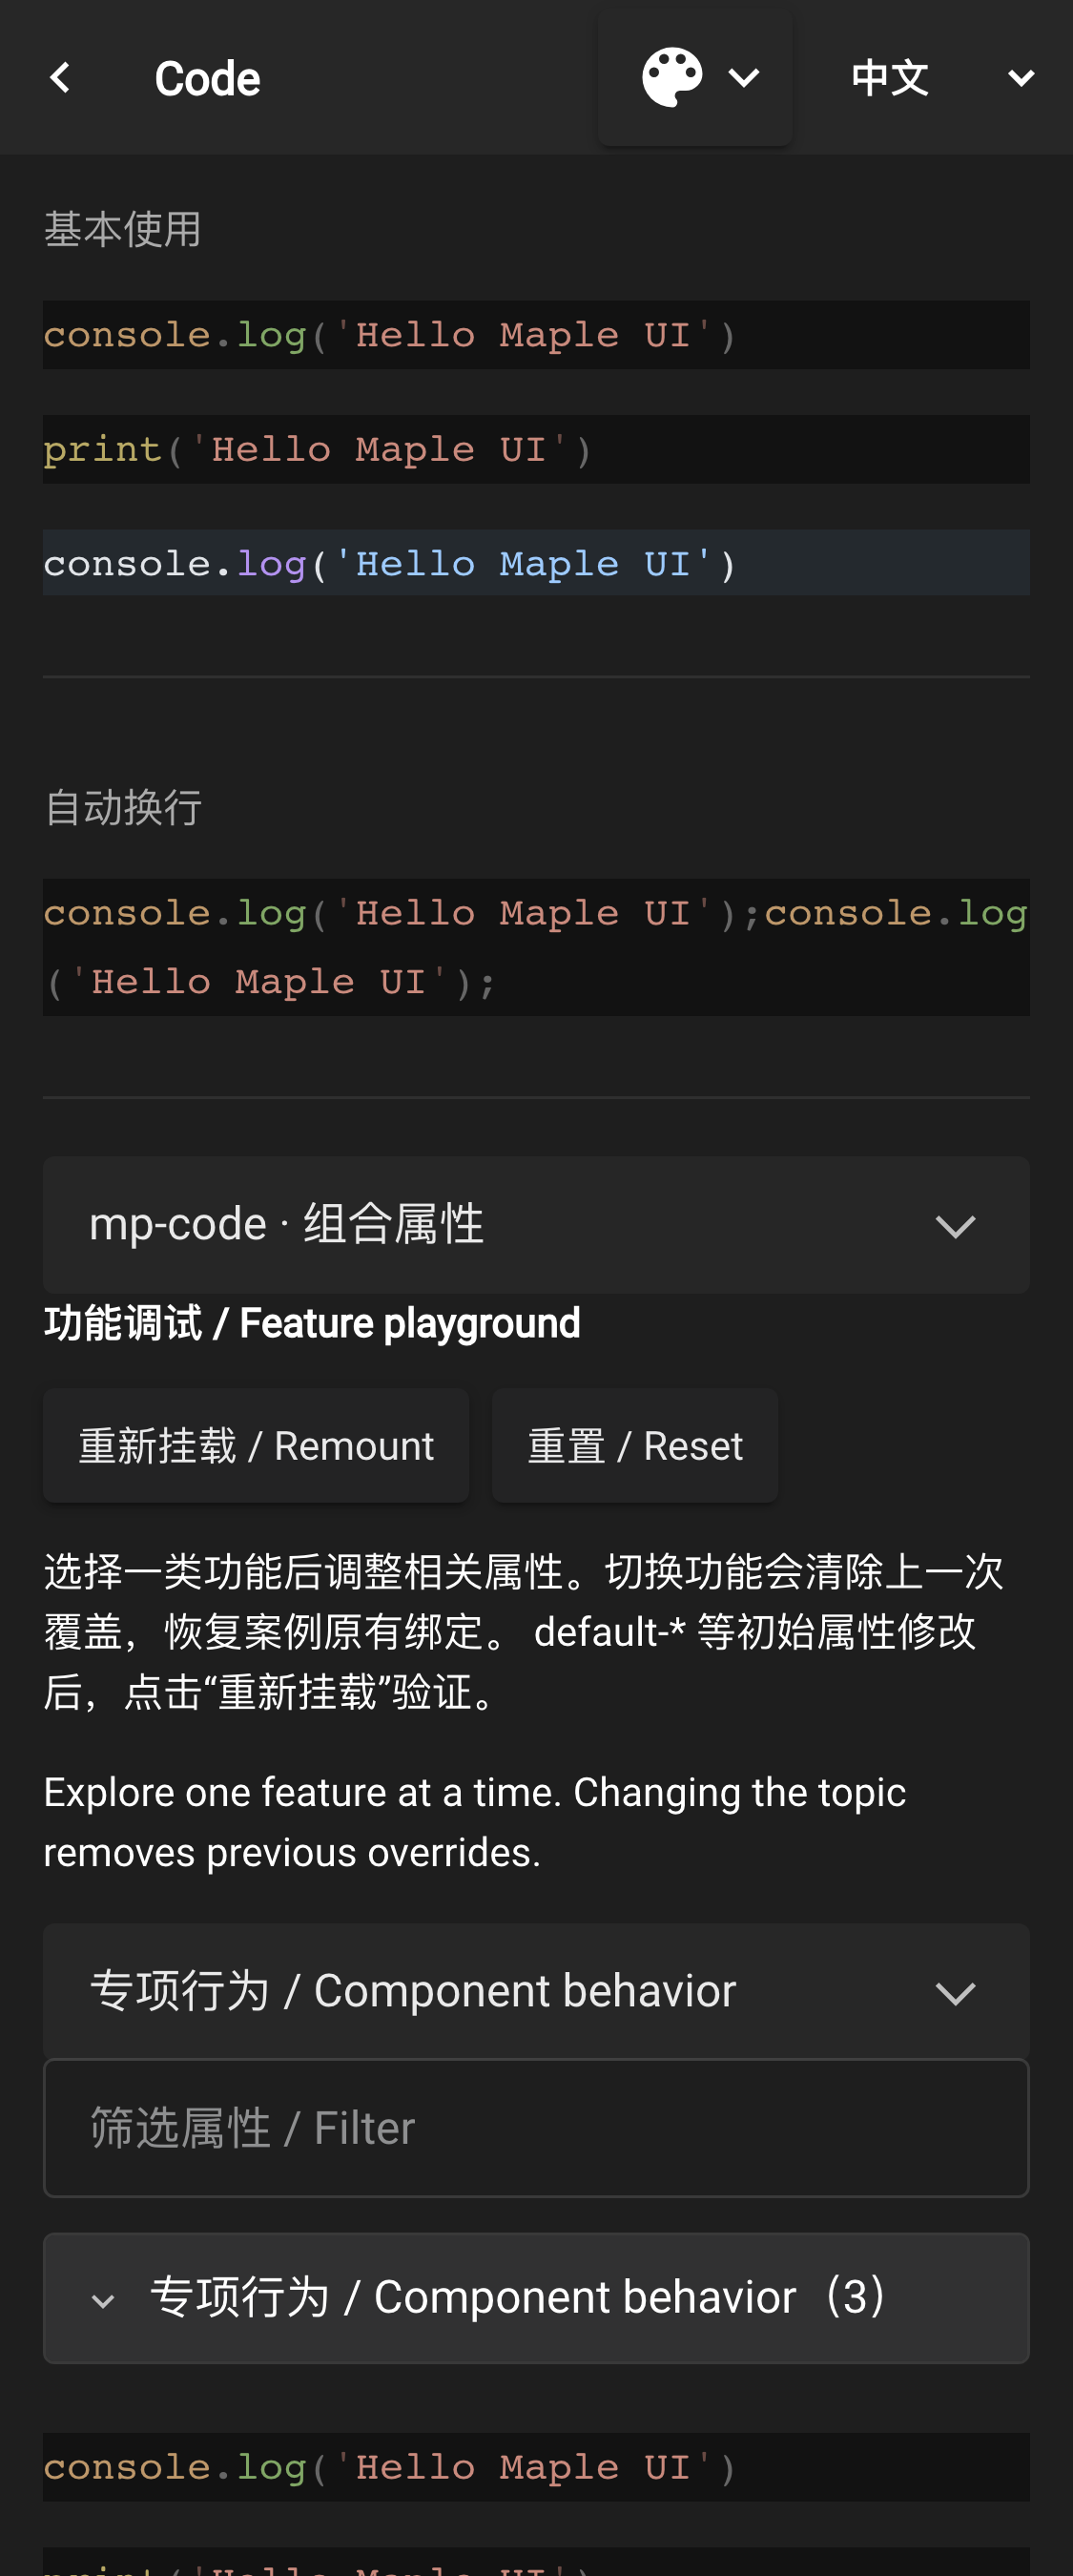 Code
中文
基本使用
console.log('Hello Maple UI')
print('Hello Maple UI')
console.log('Hello Maple UI')
自动换行
console.log('Hello Maple UI');console.log
('Hello Maple UI');
mp-code · 组合属性
功能调试 / Feature playground
重新挂载 / Remount
重置 / Reset
选择一类功能后调整相关属性。切换功能会清除上一次
覆盖，恢复案例原有绑定。 default-* 等初始属性修改
后，点击“重新挂载”验证。
Explore one feature at a time. Changing the topic
removes previous overrides.
专项行为 / Component behavior
筛选属性 / Filter
专项行为 / Component behavior（3）
console.log('Hello Maple UI')
print('Hello Maple UI')